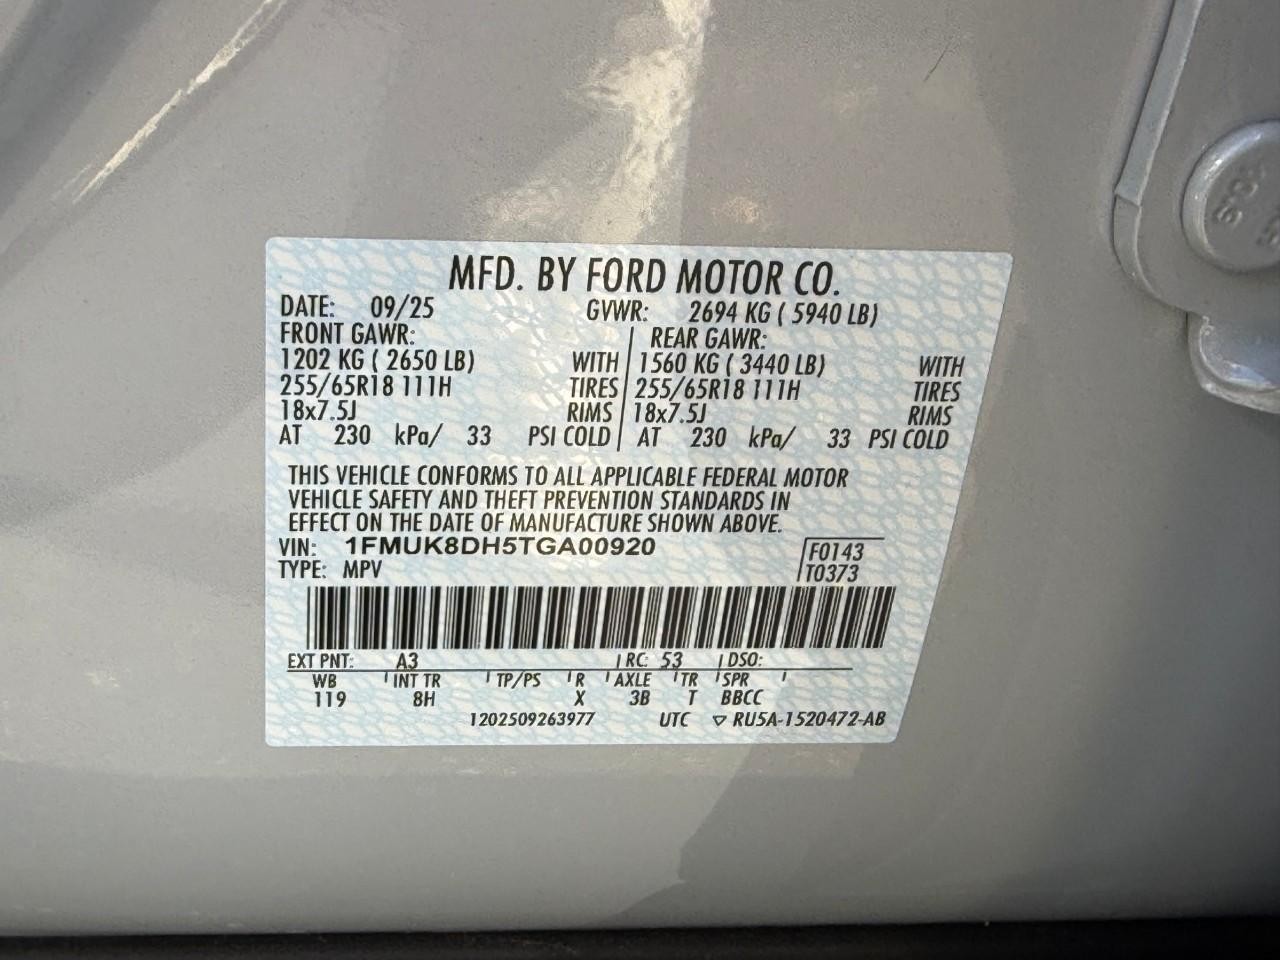 MFD. BY FORD MOTOR CO.
DATE: 09/25 GVWR: 2694 KG ( 5940 LB)
FRONT GAWR: REAR GAWR:
1202 KG ( 2650 LB) WITH 1560 KG ( 3440 LB) WITH
255/65R18 111H TIRES 255/65R18 111H TIRES
18x7.5J RIMS 18x7.5J RIMS
AT 230 kPa/ 33 PSI COLD AT 230 kPa/ 33 PSI COLD
THIS VEHICLE CONFORMS TO ALL APPLICABLE FEDERAL MOTOR
VEHICLE SAFETY AND THEFT PREVENTION STANDARDS IN
EFFECT ON THE DATE OF MANUFACTURE SHOWN ABOVE.
VIN: 1FMUK8DH5TGA00920 F0143
TYPE: MPV T0373
EXT PNT: A3 RC: 53 DSO:
WB INT TR TP/PS R AXLE TR SPR
119 8H X 3B T BBCC
1202509263977 UTC ▽ RU5A-1520472-AB